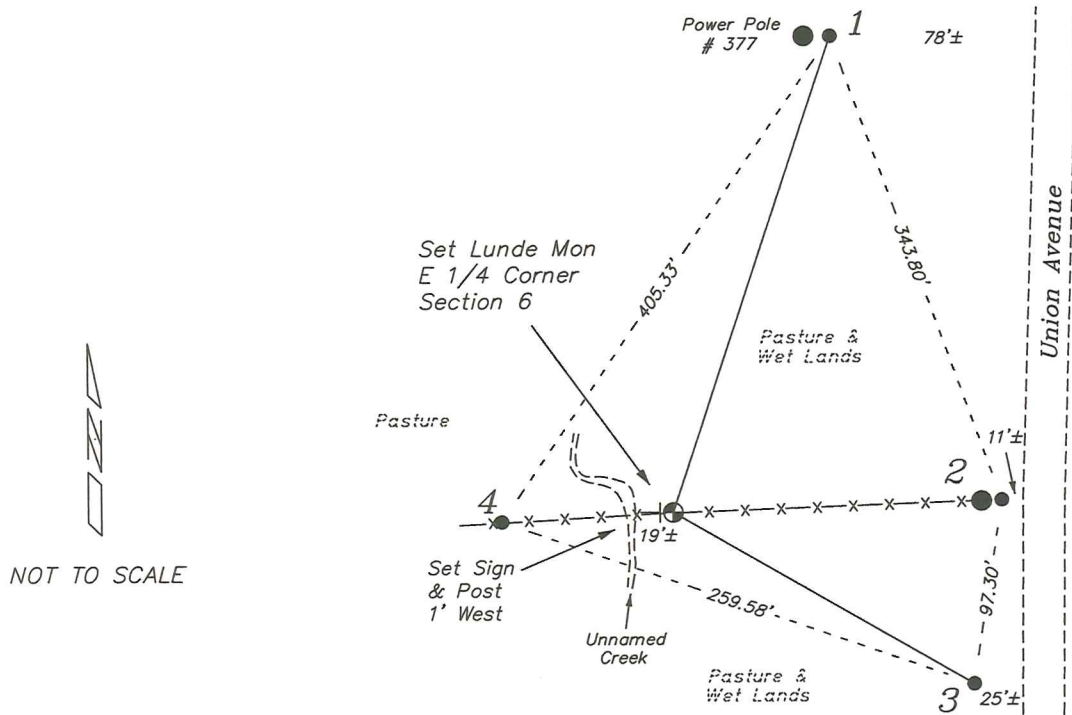 Power Pole
# 377
1
78'±
Union Avenue
343.80'
405.33'
Set Lunde Mon
E 1/4 Corner
Section 6
Pasture &
Wet Lands
Pasture
N
11'±
2
4
19'±
NOT TO SCALE
Set Sign
& Post
1' West
259.58'
97.30'
Unnamed
Creek
Pasture &
Wet Lands
3
25'±